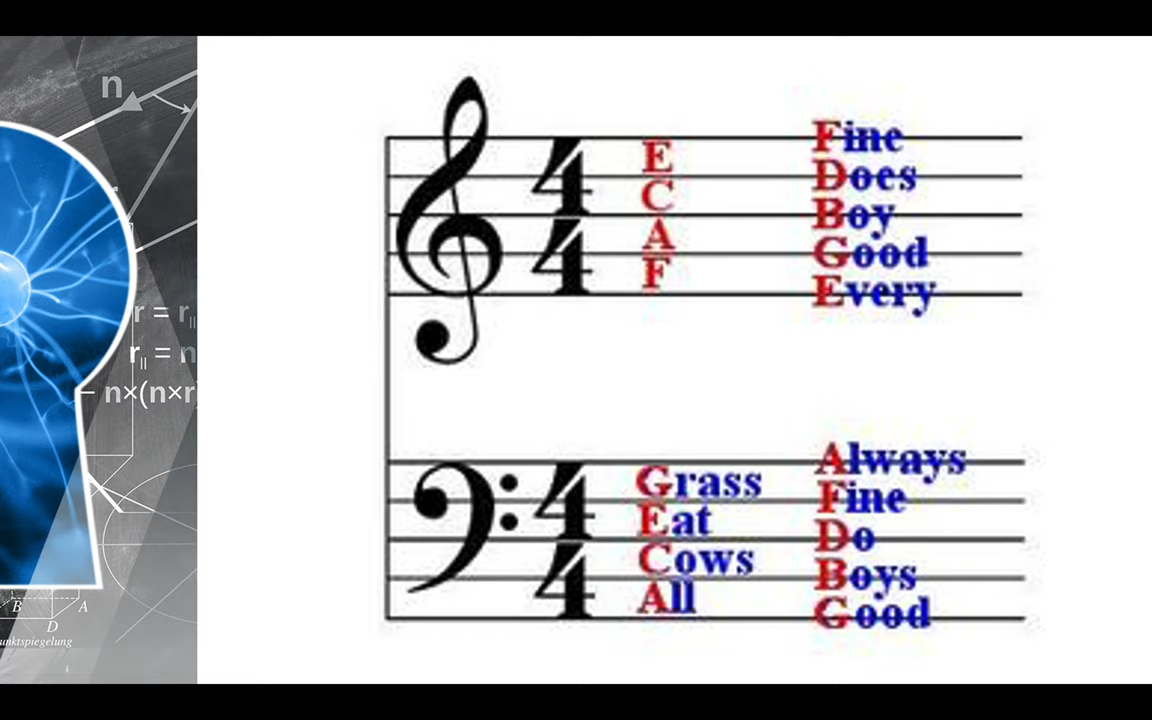 n
r = r||
r|| = n
n×(n×r)
B
A
D
unktspiegelung
4
4
E
C
A
F
Fine
Does
Boy
Good
Every
4
4
Grass
Eat
Cows
All
Always
Fine
Do
Boys
Good